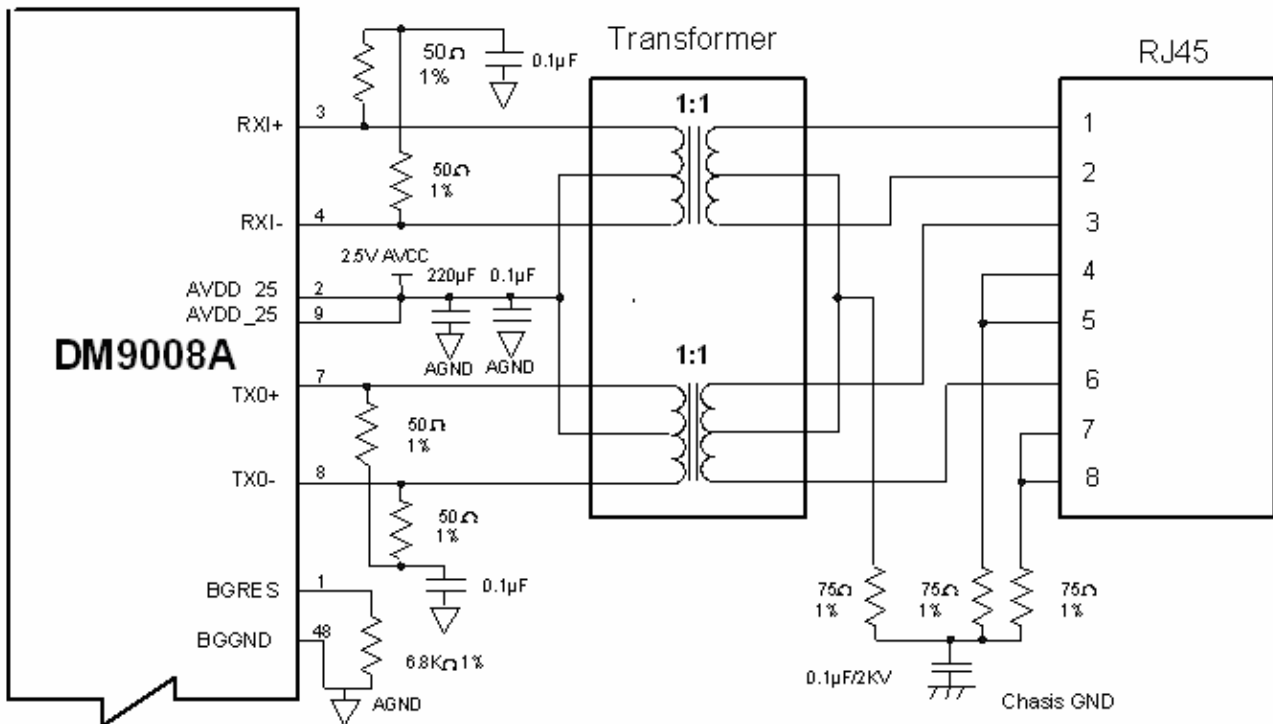 Transformer
RJ45
50Ω
1%
0.1µF
1:1
RXI+
3
1
50Ω
1%
2
RXI-
4
3
2.5V AVCC
220µF
0.1µF
4
AVDD_25
2
AVDD_25
9
5
DM9008A
AGND
AGND
1:1
TX0+
7
6
50Ω
1%
7
TX0-
8
8
50Ω
1%
BGRES
1
0.1µF
75Ω
1%
75Ω
1%
75Ω
1%
BGGND
48
6.8KΩ 1%
0.1µF/2KV
AGND
Chasis GND